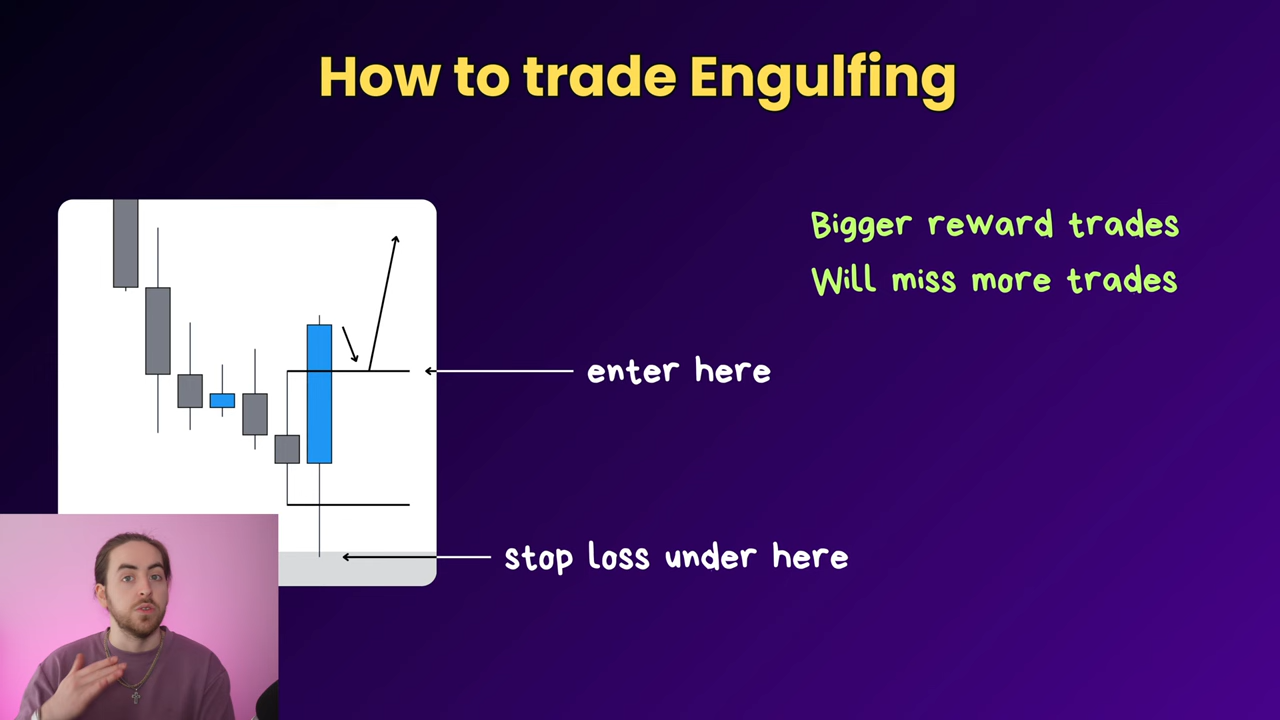 How to trade Engulfing
Bigger reward trades
Will miss more trades
enter here
stop loss under here